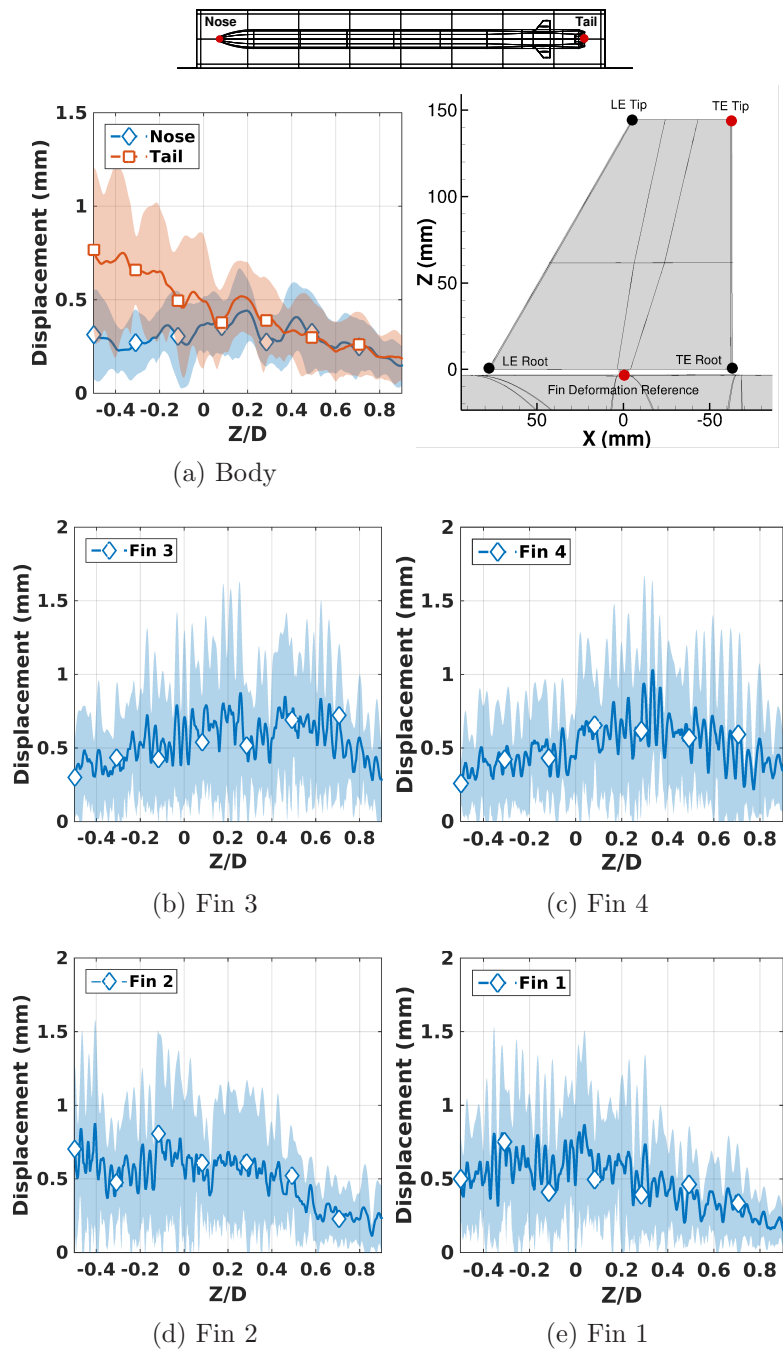 Nose Tail
1.5
Nose
Tail
1
0.5
0
Displacement (mm)
-0.4 -0.2 0 0.2 0.4 0.6 0.8
Z/D
(a) Body
LE Tip TE Tip
150
100
50
0
Z (mm)
LE Root TE Root
Fin Deformation Reference
50 0 -50
X (mm)
2
Fin 3
1.5
1
0.5
0
Displacement (mm)
-0.4 -0.2 0 0.2 0.4 0.6 0.8
Z/D
(b) Fin 3
2
Fin 4
1.5
1
0.5
0
Displacement (mm)
-0.4 -0.2 0 0.2 0.4 0.6 0.8
Z/D
(c) Fin 4
2
Fin 2
1.5
1
0.5
0
Displacement (mm)
-0.4 -0.2 0 0.2 0.4 0.6 0.8
Z/D
(d) Fin 2
2
Fin 1
1.5
1
0.5
0
Displacement (mm)
-0.4 -0.2 0 0.2 0.4 0.6 0.8
Z/D
(e) Fin 1